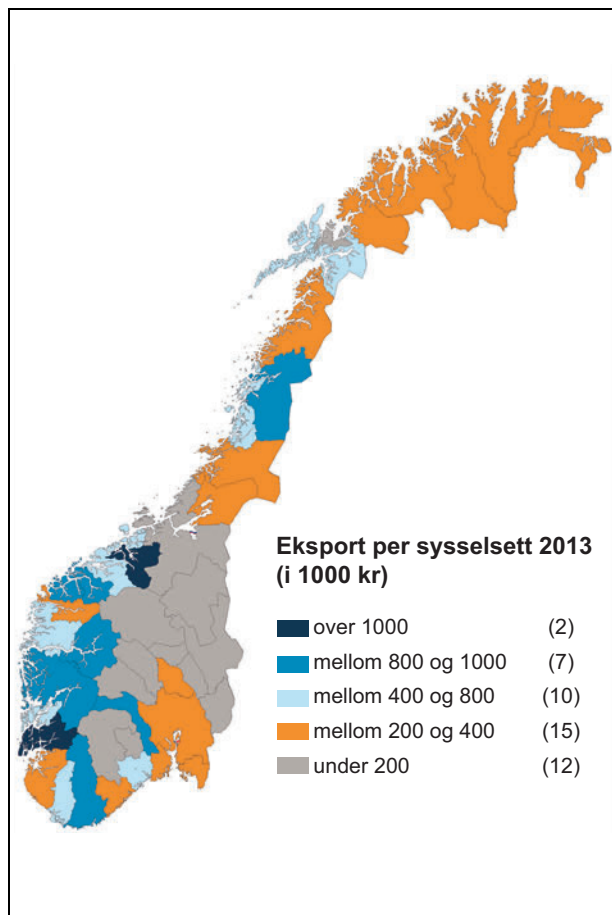 Eksport per sysselsett 2013
(i 1000 kr)
over 1000 (2)
mellom 800 og 1000 (7)
mellom 400 og 800 (10)
mellom 200 og 400 (15)
under 200 (12)